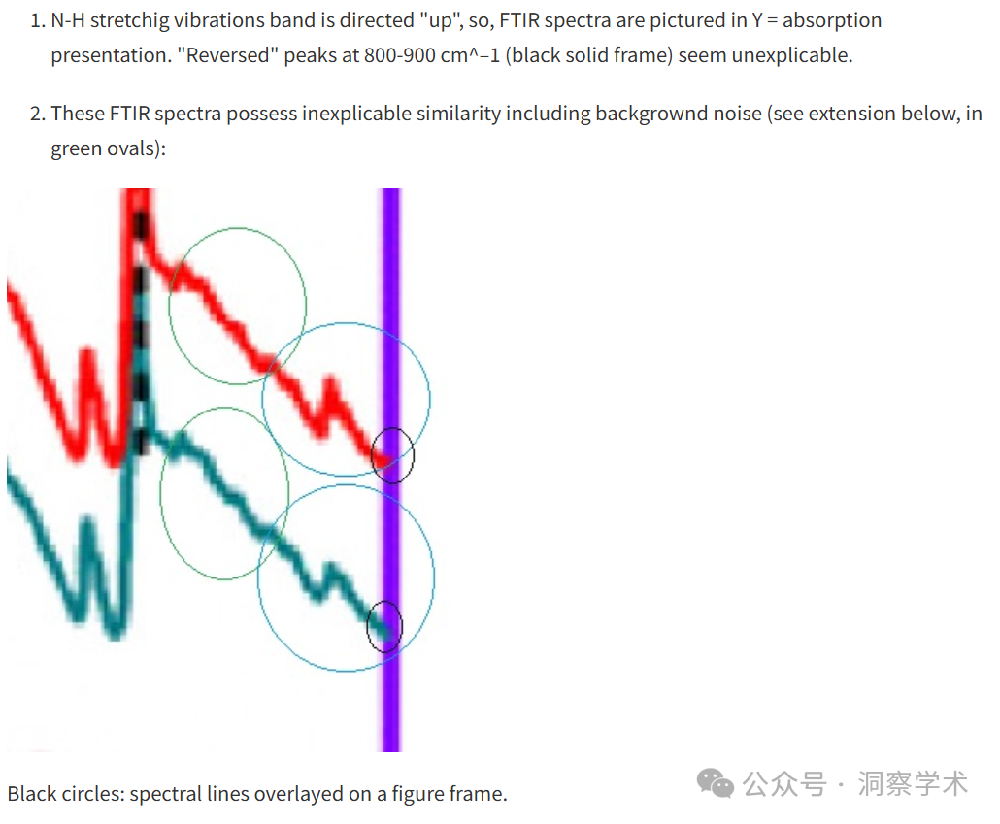 1. N-H stretchig vibrations band is directed "up", so, FTIR spectra are pictured in Y = absorption
presentation. "Reversed" peaks at 800-900 cm^–1 (black solid frame) seem unexplicable.
2. These FTIR spectra possess inexplicable similarity including backgrownd noise (see extension below, in
green ovals):
Black circles: spectral lines overlayed on a figure frame.
公众号 · 洞察学术